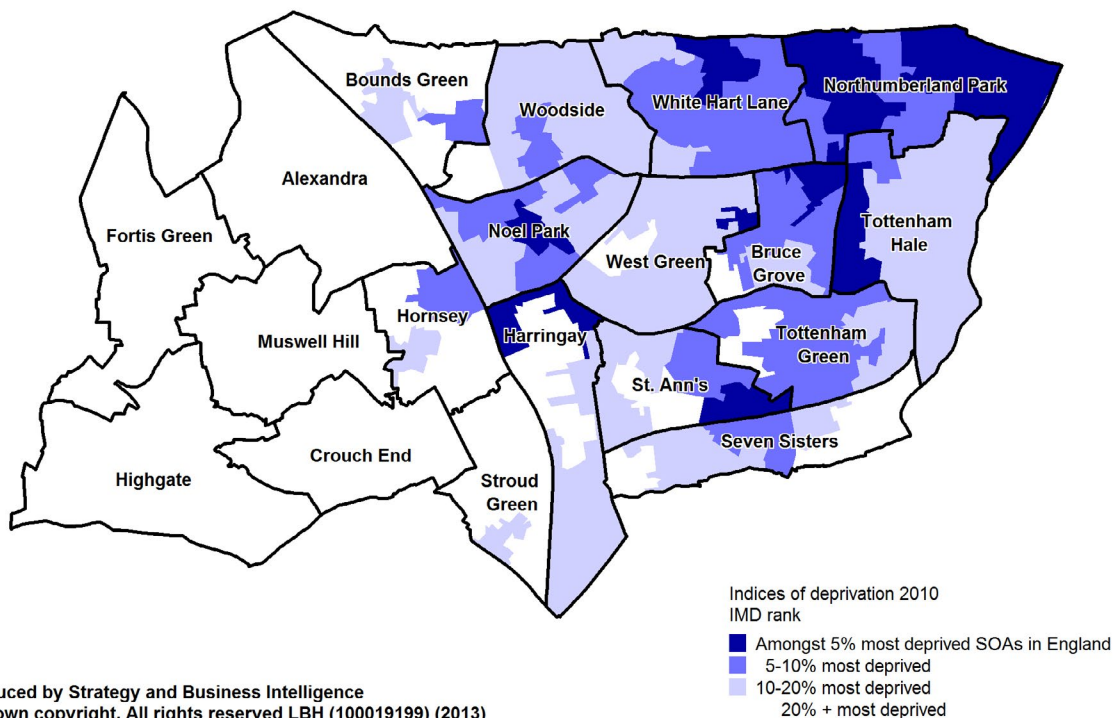 Bounds Green
Woodside
White Hart Lane
Northumberland Park
Alexandra
Fortis Green
Noel Park
West Green
Bruce
Grove
Tottenham
Hale
Hornsey
Muswell Hill
Harringay
Tottenham
Green
St. Ann's
Seven Sisters
Crouch End
Highgate
Stroud
Green
Indices of deprivation 2010
IMD rank
Amongst 5% most deprived SOAs in England
5-10% most deprived
10-20% most deprived
20% + most deprived
uced by Strategy and Business Intelligence
own copyright. All rights reserved LBH (100019199) (2013)